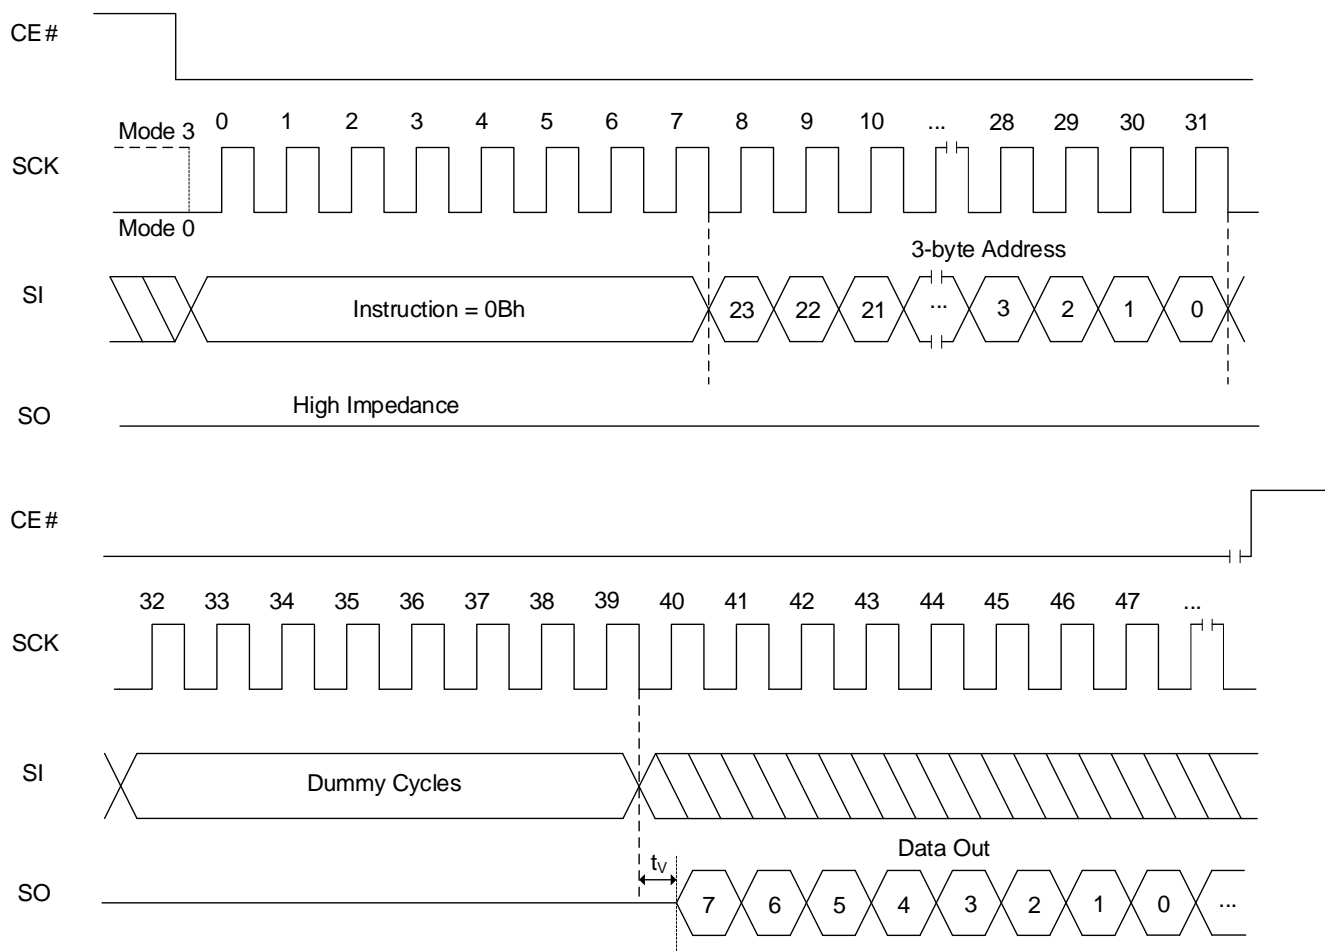 CE#
Mode 3
0 1 2 3 4 5 6 7 8 9 10 ... 28 29 30 31
SCK
Mode 0
3-byte Address
SI
Instruction = 0Bh
23 22 21 ... 3 2 1 0
High Impedance
SO
CE#
32 33 34 35 36 37 38 39 40 41 42 43 44 45 46 47 ...
SCK
SI
Dummy Cycles
Data Out
tV
SO
7 6 5 4 3 2 1 0 ...